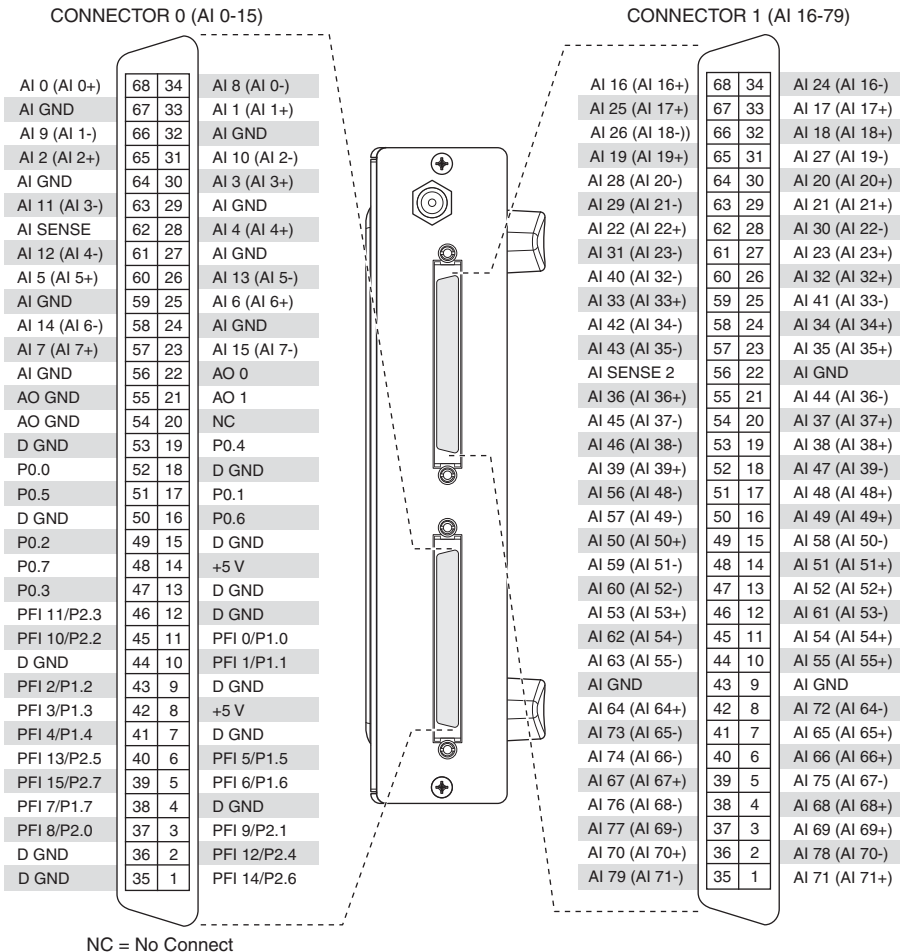 CONNECTOR 0 (AI 0-15) CONNECTOR 1 (AI 16-79)
AI 0 (AI 0+) 68 34 AI 8 (AI 0-)
AI GND 67 33 AI 1 (AI 1+)
AI 9 (AI 1-) 66 32 AI GND
AI 2 (AI 2+) 65 31 AI 10 (AI 2-)
AI GND 64 30 AI 3 (AI 3+)
AI 11 (AI 3-) 63 29 AI GND
AI SENSE 62 28 AI 4 (AI 4+)
AI 12 (AI 4-) 61 27 AI GND
AI 5 (AI 5+) 60 26 AI 13 (AI 5-)
AI GND 59 25 AI 6 (AI 6+)
AI 14 (AI 6-) 58 24 AI GND
AI 7 (AI 7+) 57 23 AI 15 (AI 7-)
AI GND 56 22 AO 0
AO GND 55 21 AO 1
AO GND 54 20 NC
D GND 53 19 P0.4
P0.0 52 18 D GND
P0.5 51 17 P0.1
D GND 50 16 P0.6
P0.2 49 15 D GND
P0.7 48 14 +5 V
P0.3 47 13 D GND
PFI 11/P2.3 46 12 D GND
PFI 10/P2.2 45 11 PFI 0/P1.0
D GND 44 10 PFI 1/P1.1
PFI 2/P1.2 43 9 D GND
PFI 3/P1.3 42 8 +5 V
PFI 4/P1.4 41 7 D GND
PFI 13/P2.5 40 6 PFI 5/P1.5
PFI 15/P2.7 39 5 PFI 6/P1.6
PFI 7/P1.7 38 4 D GND
PFI 8/P2.0 37 3 PFI 9/P2.1
D GND 36 2 PFI 12/P2.4
D GND 35 1 PFI 14/P2.6
AI 16 (AI 16+) 68 34 AI 24 (AI 16-)
AI 25 (AI 17+) 67 33 AI 17 (AI 17+)
AI 26 (AI 18-)) 66 32 AI 18 (AI 18+)
AI 19 (AI 19+) 65 31 AI 27 (AI 19-)
AI 28 (AI 20-) 64 30 AI 20 (AI 20+)
AI 29 (AI 21-) 63 29 AI 21 (AI 21+)
AI 22 (AI 22+) 62 28 AI 30 (AI 22-)
AI 31 (AI 23-) 61 27 AI 23 (AI 23+)
AI 40 (AI 32-) 60 26 AI 32 (AI 32+)
AI 33 (AI 33+) 59 25 AI 41 (AI 33-)
AI 42 (AI 34-) 58 24 AI 34 (AI 34+)
AI 43 (AI 35-) 57 23 AI 35 (AI 35+)
AI SENSE 2 56 22 AI GND
AI 36 (AI 36+) 55 21 AI 44 (AI 36-)
AI 45 (AI 37-) 54 20 AI 37 (AI 37+)
AI 46 (AI 38-) 53 19 AI 38 (AI 38+)
AI 39 (AI 39+) 52 18 AI 47 (AI 39-)
AI 56 (AI 48-) 51 17 AI 48 (AI 48+)
AI 57 (AI 49-) 50 16 AI 49 (AI 49+)
AI 50 (AI 50+) 49 15 AI 58 (AI 50-)
AI 59 (AI 51-) 48 14 AI 51 (AI 51+)
AI 60 (AI 52-) 47 13 AI 52 (AI 52+)
AI 53 (AI 53+) 46 12 AI 61 (AI 53-)
AI 62 (AI 54-) 45 11 AI 54 (AI 54+)
AI 63 (AI 55-) 44 10 AI 55 (AI 55+)
AI GND 43 9 AI GND
AI 64 (AI 64+) 42 8 AI 72 (AI 64-)
AI 73 (AI 65-) 41 7 AI 65 (AI 65+)
AI 74 (AI 66-) 40 6 AI 66 (AI 66+)
AI 67 (AI 67+) 39 5 AI 75 (AI 67-)
AI 76 (AI 68-) 38 4 AI 68 (AI 68+)
AI 77 (AI 69-) 37 3 AI 69 (AI 69+)
AI 70 (AI 70+) 36 2 AI 78 (AI 70-)
AI 79 (AI 71-) 35 1 AI 71 (AI 71+)
NC = No Connect